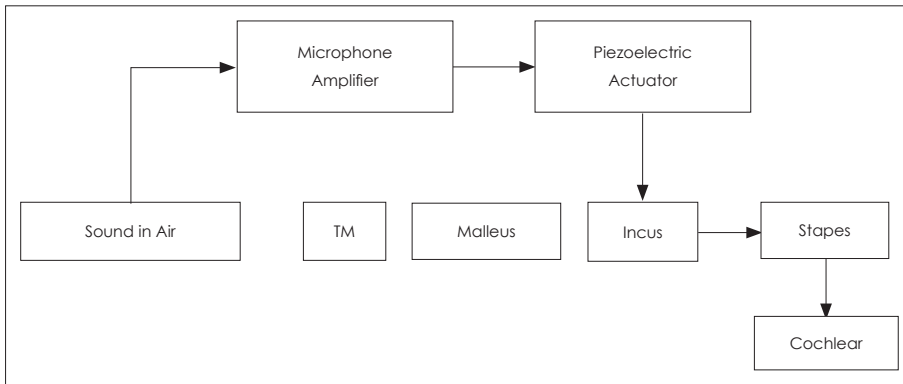 Microphone
Amplifier
Piezoelectric
Actuator
Sound in Air
TM
Malleus
Incus
Stapes
Cochlear